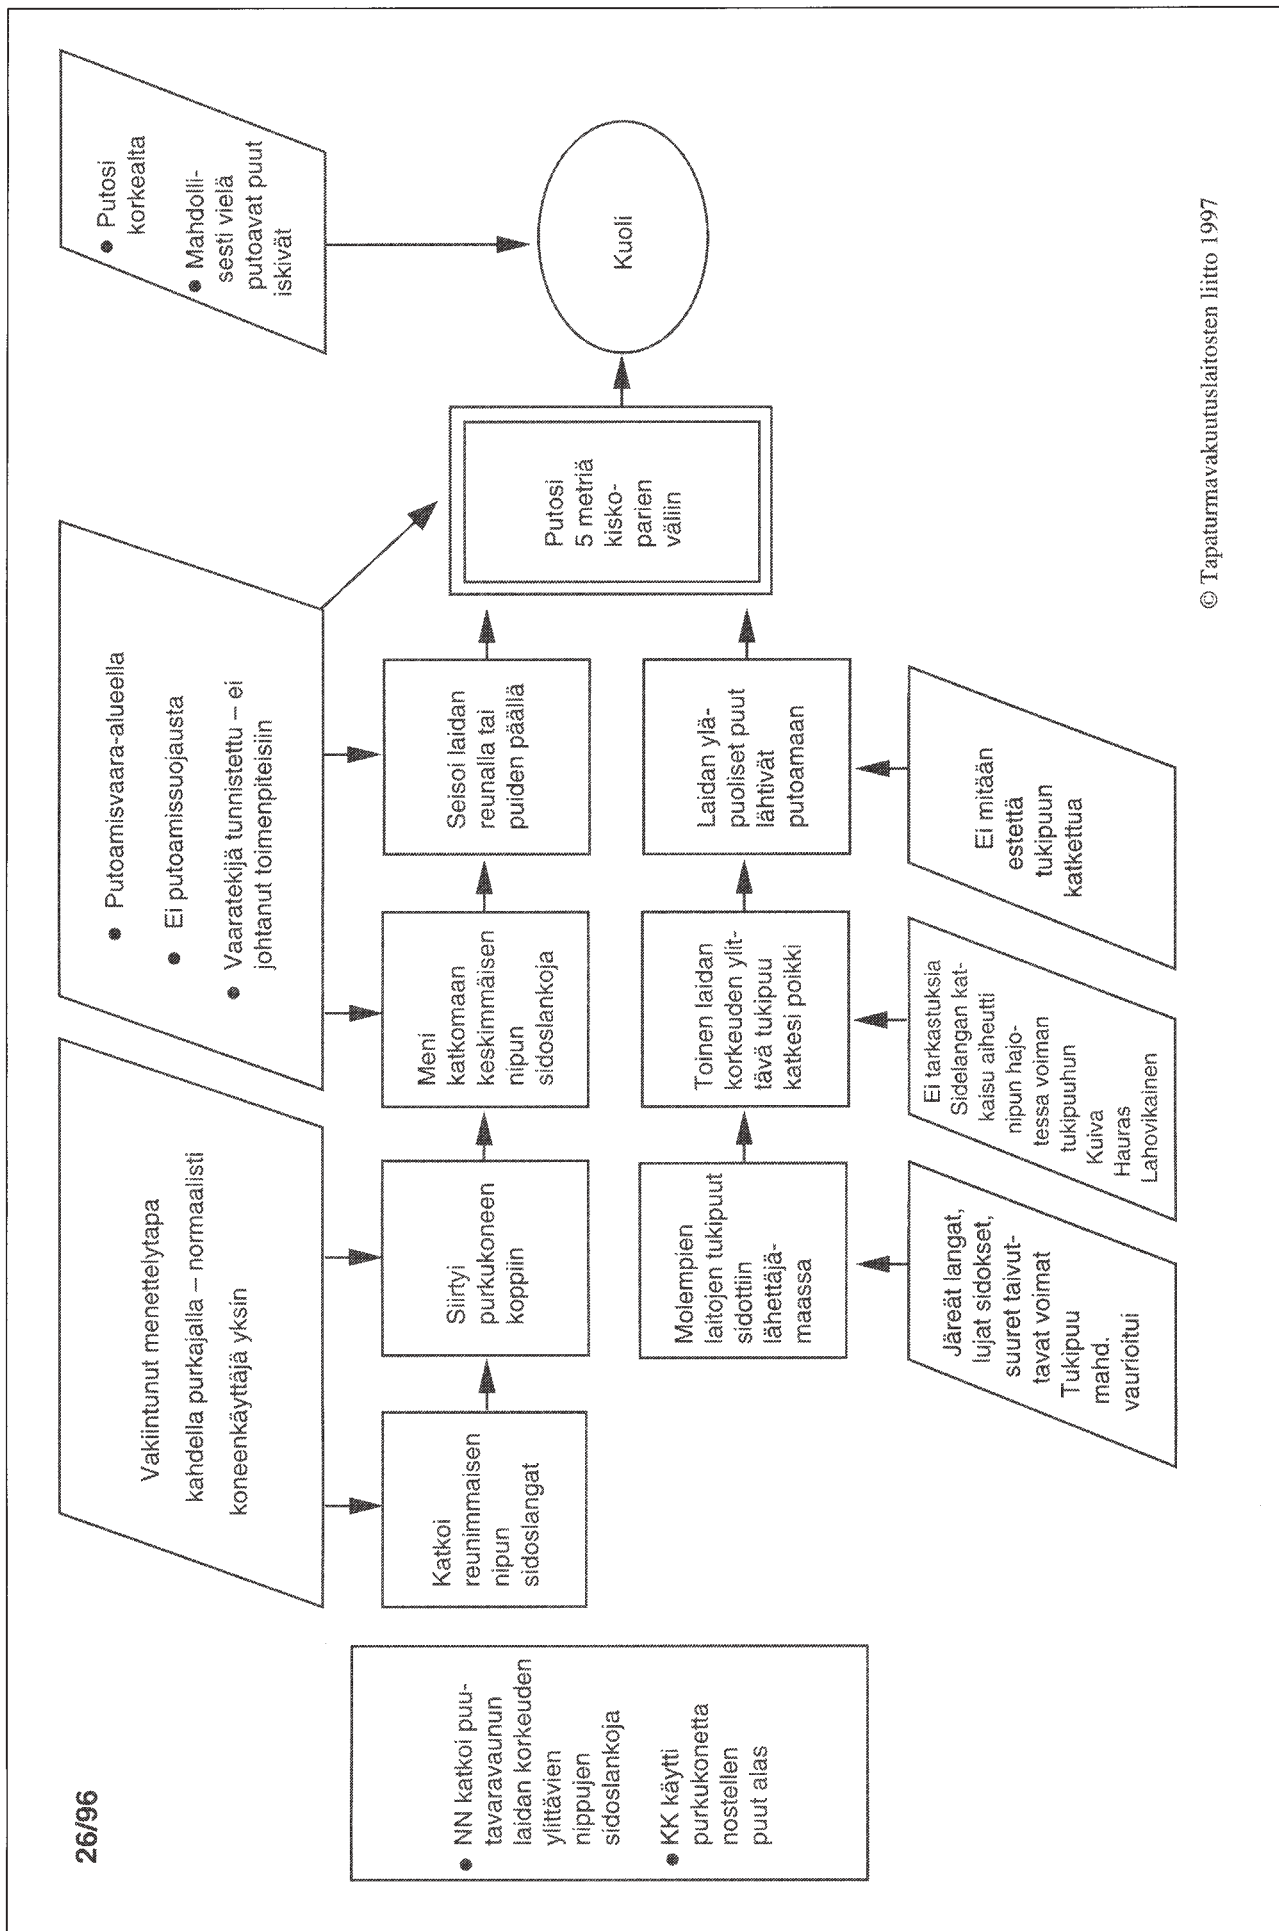 26/96
● NN katkoi puu-
tavaravaunun
laidan korkeuden
ylittävien
nippujen
sidoslankoja
● KK käytti
purkukonetta
nostellen
puut alas
Vakiintunut menettelytapa
kahdella purkajalla – normaalisti
koneenkäyttäjä yksin
● Putoamisvaara-alueella
● Ei putoamissuojausta
● Vaaratekijä tunnistettu – ei
johtanut toimenpiteisiin
● Putosi
korkealta
● Mahdolli-
sesti vielä
putoavat puut
iskivät
Katkoi
reunimmaisen
nipun
sidoslangat
Siirtyi
purkukoneen
koppiin
Meni
katkomaan
keskimmäisen
nipun
sidoslankoja
Seisoi laidan
reunalla tai
puiden päällä
Putosi
5 metriä
kisko-
parien
väliin
Kuoli
Molempien
laitojen tukipuut
sidottiin
lähettäjä-
maassa
Toinen laidan
korkeuden ylit-
tävä tukipuu
katkesi poikki
Laidan ylä-
puoliset puut
lähtivät
putoamaan
Järeät langat,
lujat sidokset,
suuret taivut-
tavat voimat
Tukipuu
mahd.
vaurioitui
Ei tarkastuksia
Sidelangan kat-
kaisu aiheutti
nipun hajo-
tessa voiman
tukipuuhun
Kuiva
Hauras
Lahovikainen
Ei mitään
estettä
tukipuun
katkettua
© Tapaturmavakuutuslaitosten liitto 1997